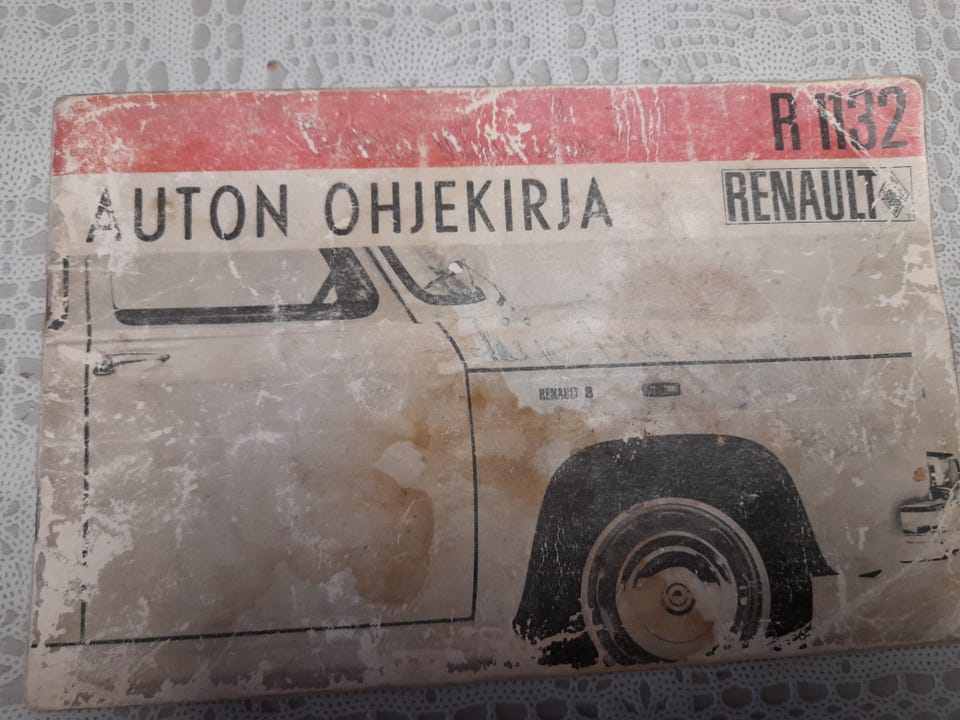 R 1132
AUTON OHJEKIRJA
RENAULT
RENAULT 8